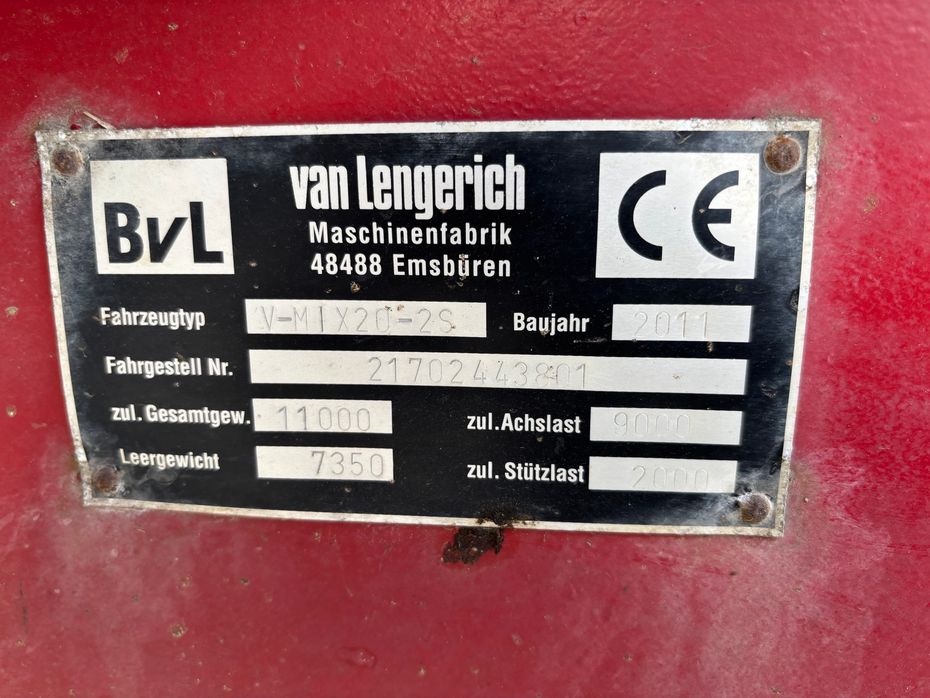 BvL
van Lengerich
Maschinenfabrik
48488 Emsbüren
CE
Fahrzeugtyp V-MIX20-2S Baujahr 2011
Fahrgestell Nr. 21702443801
zul. Gesamtgew. 11000 zul. Achslast 9000
Leergewicht 7350 zul. Stützlast 2000